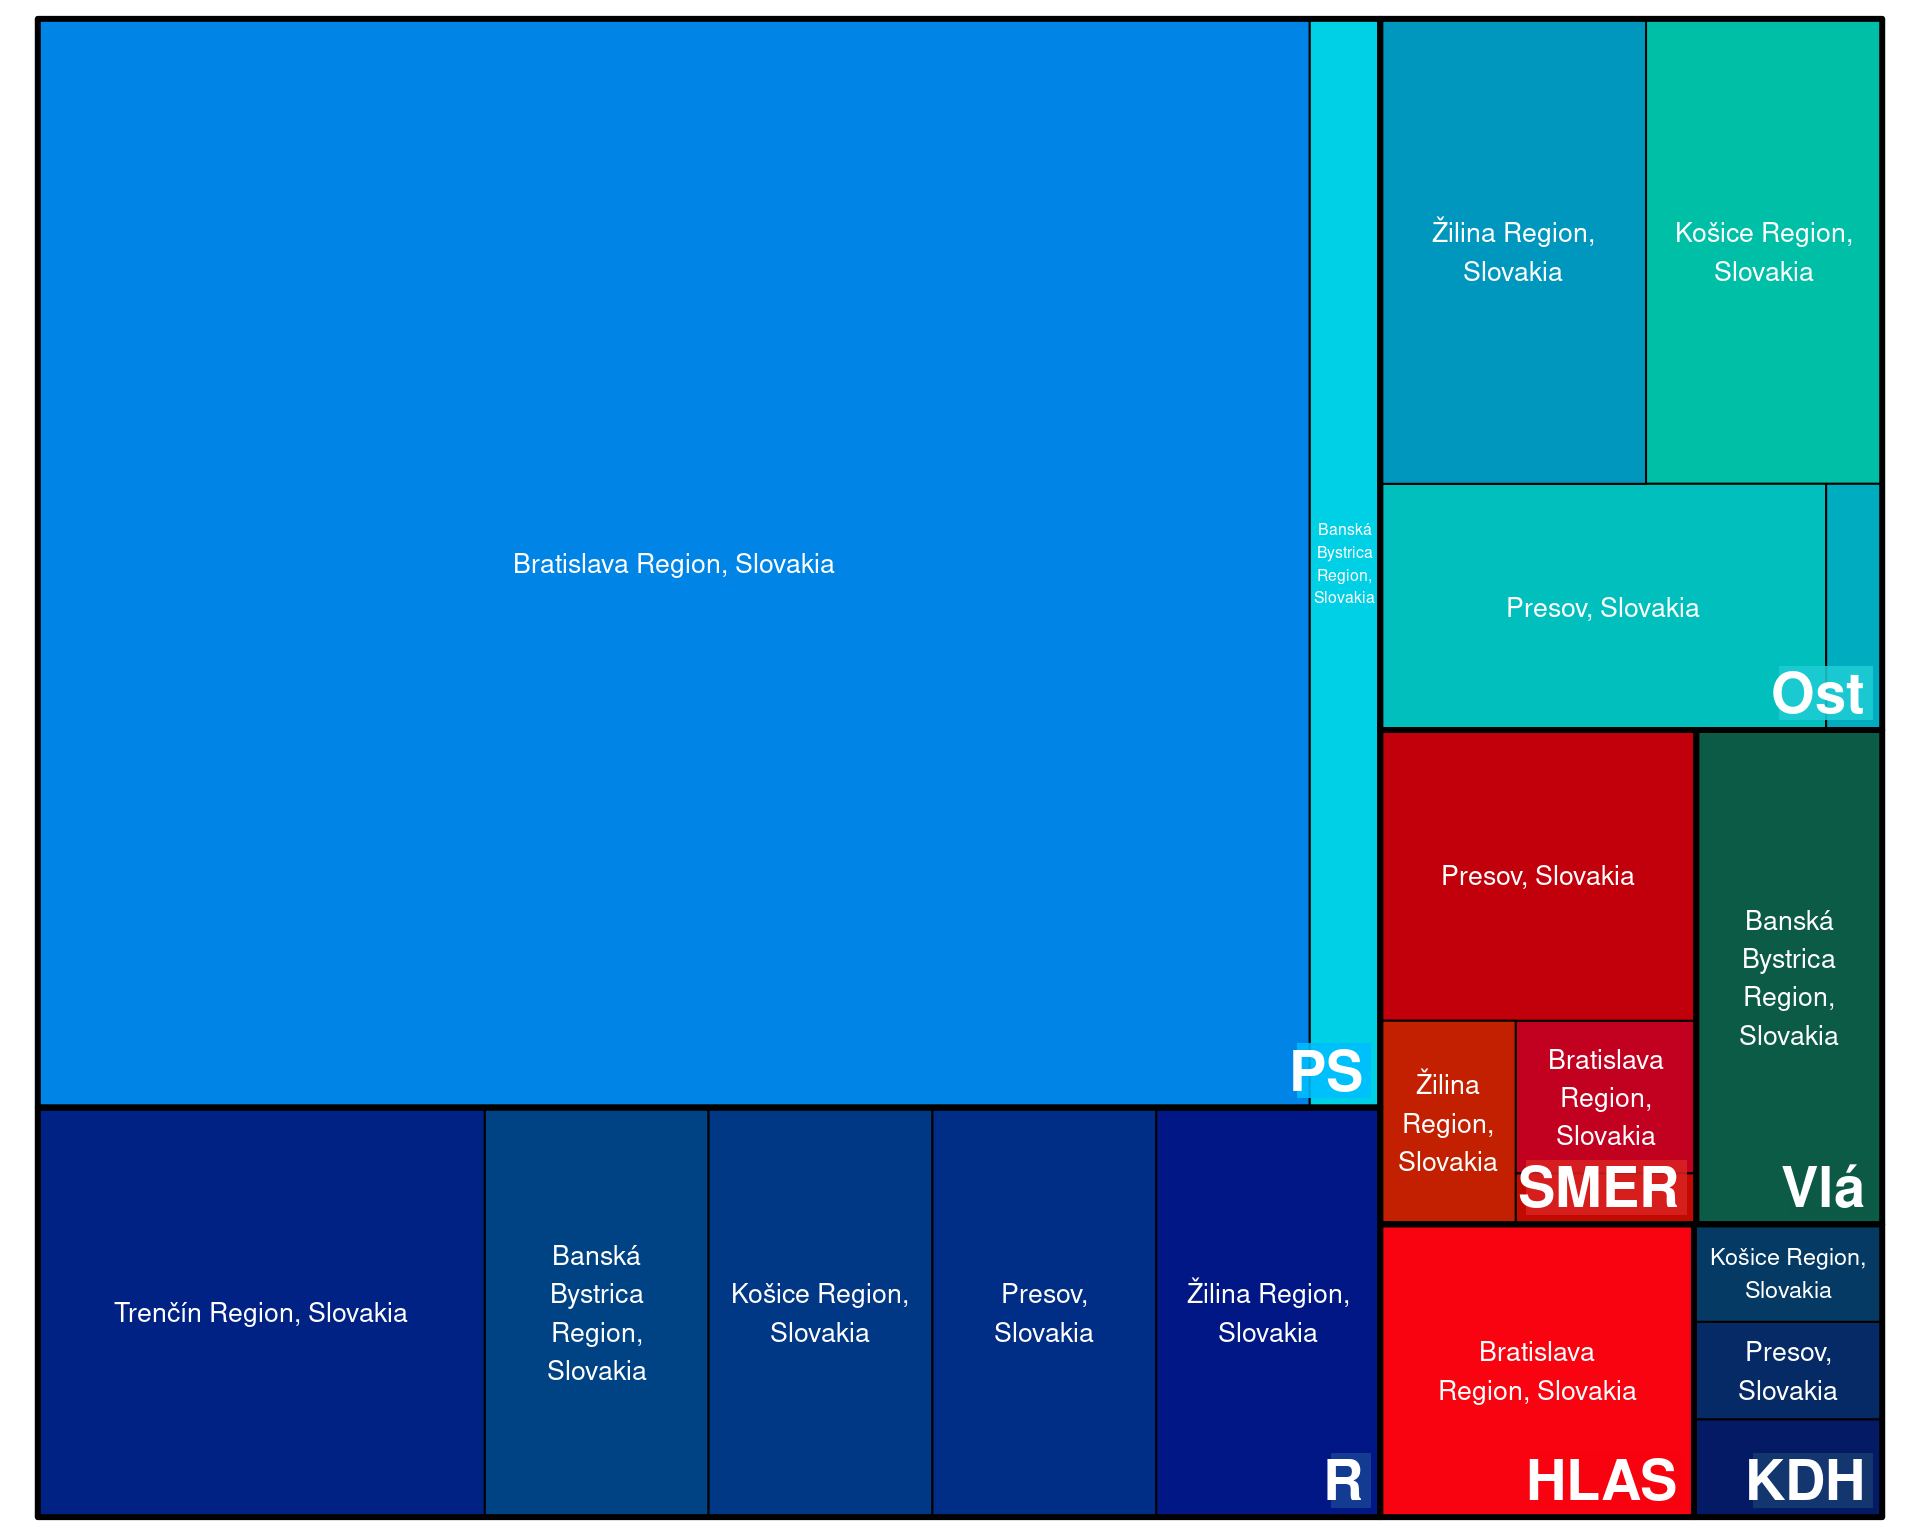 Bratislava Region, Slovakia
Banská
Bystrica
Region,
Slovakia
PS
Trenčín Region, Slovakia
Banská
Bystrica
Region,
Slovakia
Košice Region,
Slovakia
Presov,
Slovakia
Žilina Region,
Slovakia
R
Žilina Region,
Slovakia
Košice Region,
Slovakia
Presov, Slovakia
Ost
Presov, Slovakia
Žilina
Region,
Slovakia
Bratislava
Region,
Slovakia
SMER
Banská
Bystrica
Region,
Slovakia
Vlá
Bratislava
Region, Slovakia
HLAS
Košice Region,
Slovakia
Presov,
Slovakia
KDH